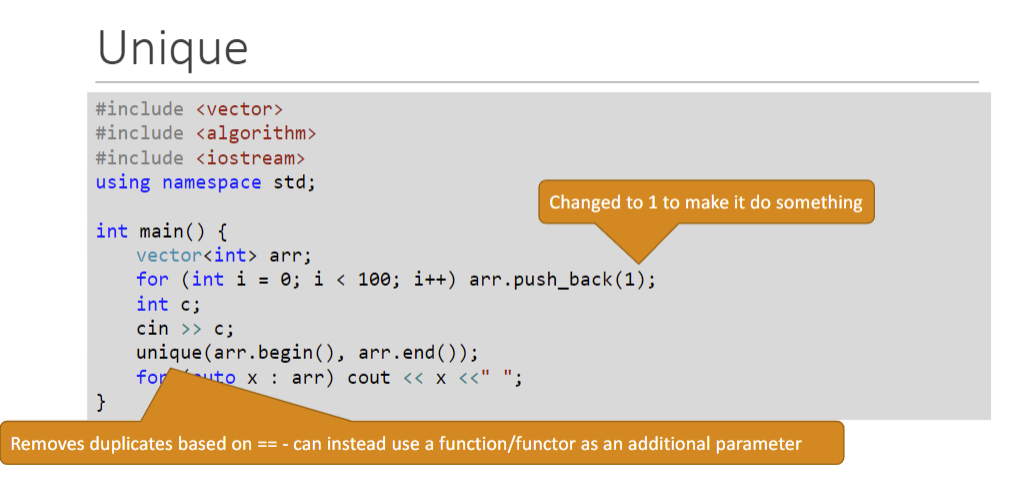 Unique
#include <vector>
#include <algorithm>
#include <iostream>
using namespace std;
Changed to 1 to make it do something
int main() {
vector<int> arr;
for (int i = 0; i < 100; i++) arr.push_back(1);
int c;
cin >> c;
unique(arr.begin(), arr.end());
for (auto x : arr) cout << x <<" ";
}
Removes duplicates based on == - can instead use a function/functor as an additional parameter